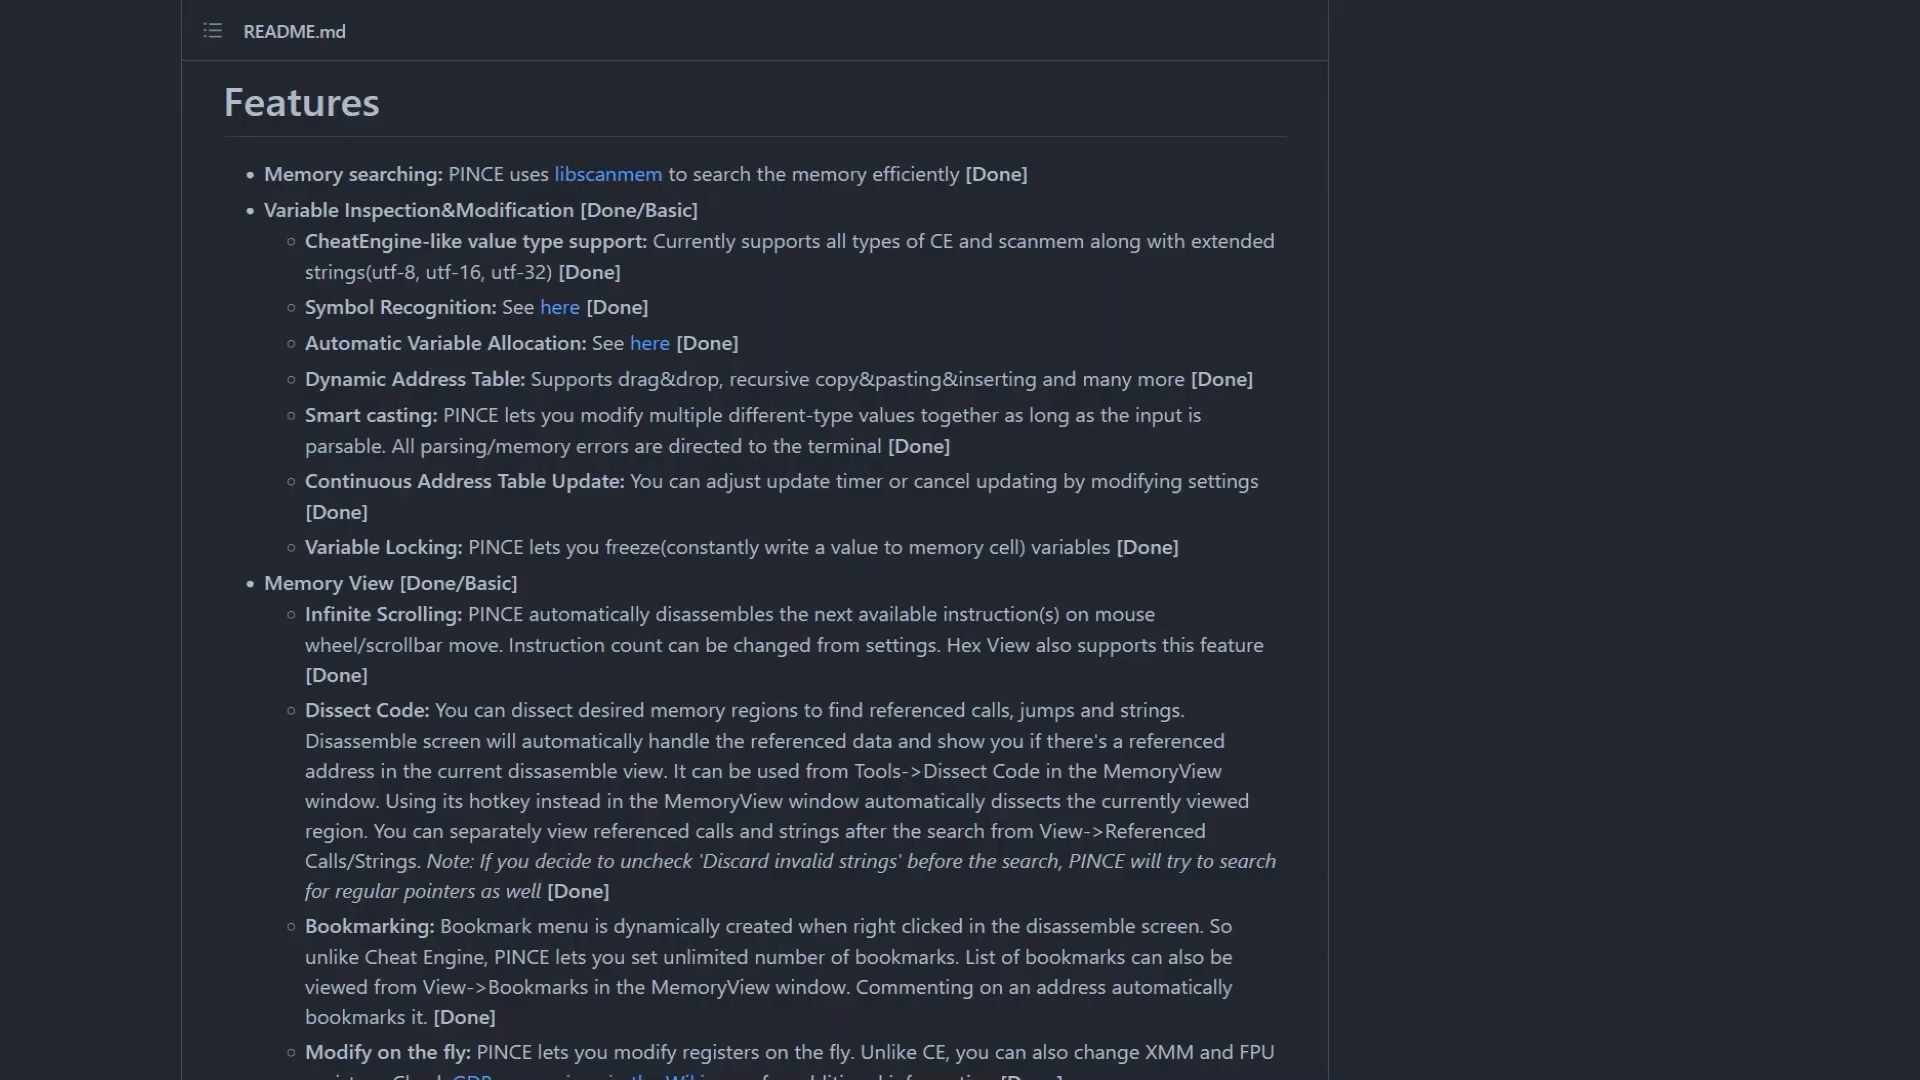 README.md
Features
Memory searching: PINCE uses libscanmem to search the memory efficiently [Done]
Variable Inspection&Modification [Done/Basic]
CheatEngine-like value type support: Currently supports all types of CE and scanmem along with extended
strings(utf-8, utf-16, utf-32) [Done]
Symbol Recognition: See here [Done]
Automatic Variable Allocation: See here [Done]
Dynamic Address Table: Supports drag&drop, recursive copy&pasting&inserting and many more [Done]
Smart casting: PINCE lets you modify multiple different-type values together as long as the input is
parsable. All parsing/memory errors are directed to the terminal [Done]
Continuous Address Table Update: You can adjust update timer or cancel updating by modifying settings
[Done]
Variable Locking: PINCE lets you freeze(constantly write a value to memory cell) variables [Done]
Memory View [Done/Basic]
Infinite Scrolling: PINCE automatically disassembles the next available instruction(s) on mouse
wheel/scrollbar move. Instruction count can be changed from settings. Hex View also supports this feature
[Done]
Dissect Code: You can dissect desired memory regions to find referenced calls, jumps and strings.
Disassemble screen will automatically handle the referenced data and show you if there's a referenced
address in the current dissasemble view. It can be used from Tools->Dissect Code in the MemoryView
window. Using its hotkey instead in the MemoryView window automatically dissects the currently viewed
region. You can separately view referenced calls and strings after the search from View->Referenced
Calls/Strings. Note: If you decide to uncheck 'Discard invalid strings' before the search, PINCE will try to search
for regular pointers as well [Done]
Bookmarking: Bookmark menu is dynamically created when right clicked in the disassemble screen. So
unlike Cheat Engine, PINCE lets you set unlimited number of bookmarks. List of bookmarks can also be
viewed from View->Bookmarks in the MemoryView window. Commenting on an address automatically
bookmarks it. [Done]
Modify on the fly: PINCE lets you modify registers on the fly. Unlike CE, you can also change XMM and FPU